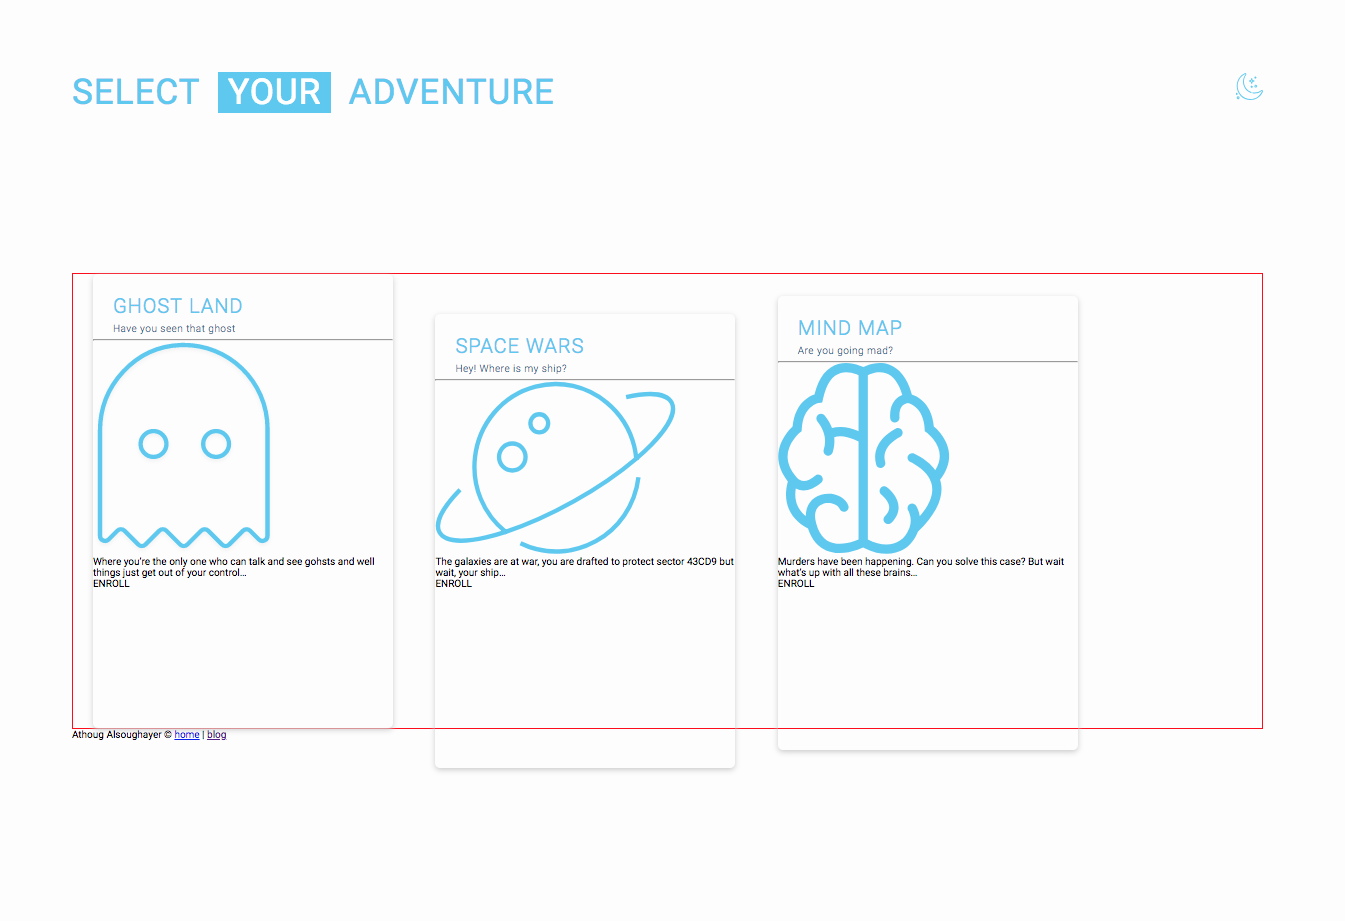 SELECT YOUR ADVENTURE
GHOST LAND
Have you seen that ghost
Where you're the only one who can talk and see gohsts and well
things just get out of your control...
ENROLL
SPACE WARS
Hey! Where is my ship?
The galaxies are at war, you are drafted to protect sector 43CD9 but
wait, your ship...
ENROLL
MIND MAP
Are you going mad?
Murders have been happening. Can you solve this case? But wait
what's up with all these brains...
ENROLL
Athoug Alsoughayer © home | blog